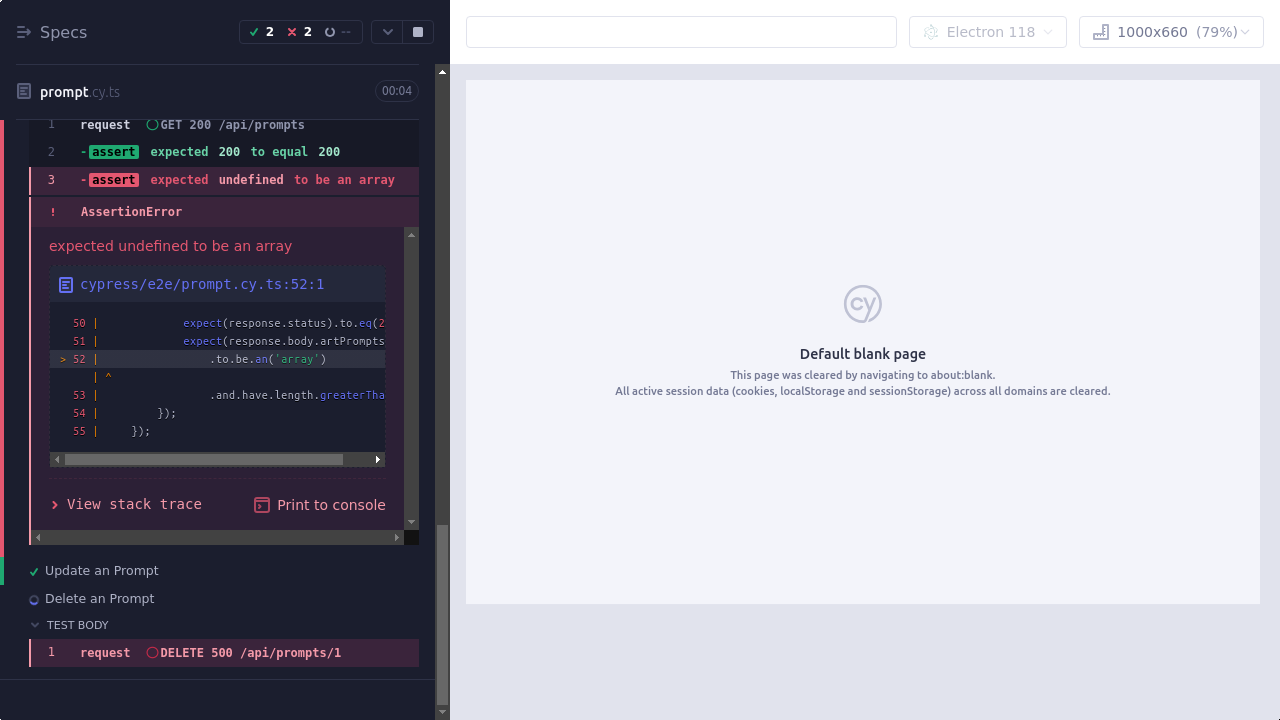 Specs
2 2 --
Electron 118
1000x660 (79%)
prompt.cy.ts
00:04
1 request GET 200 /api/prompts
2 -assert expected 200 to equal 200
3 -assert expected undefined to be an array
! AssertionError
expected undefined to be an array
cypress/e2e/prompt.cy.ts:52:1
50 | expect(response.status).to.eq(2
51 | expect(response.body.artPrompts
> 52 | .to.be.an('array')
| ^
53 | .and.have.length.greaterTha
54 | });
55 | });
View stack trace
Print to console
Update an Prompt
Delete an Prompt
TEST BODY
1 request DELETE 500 /api/prompts/1
cy
Default blank page
This page was cleared by navigating to about:blank.
All active session data (cookies, localStorage and sessionStorage) across all domains are cleared.